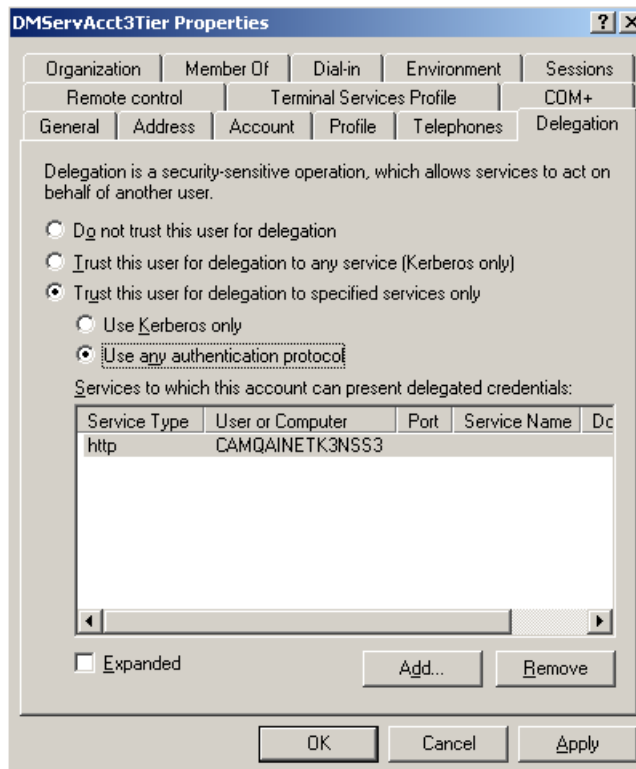 DMServAcct3Tier Properties
Organization Member Of Dial-in Environment Sessions
Remote control Terminal Services Profile COM+
General Address Account Profile Telephones Delegation
Delegation is a security-sensitive operation, which allows services to act on
behalf of another user.
Do not trust this user for delegation
Trust this user for delegation to any service (Kerberos only)
Trust this user for delegation to specified services only
Use Kerberos only
Use any authentication protocol
Services to which this account can present delegated credentials:
Service Type User or Computer Port Service Name Dc
http CAMQAINETK3NSS3
Expanded Add... Remove
OK Cancel Apply